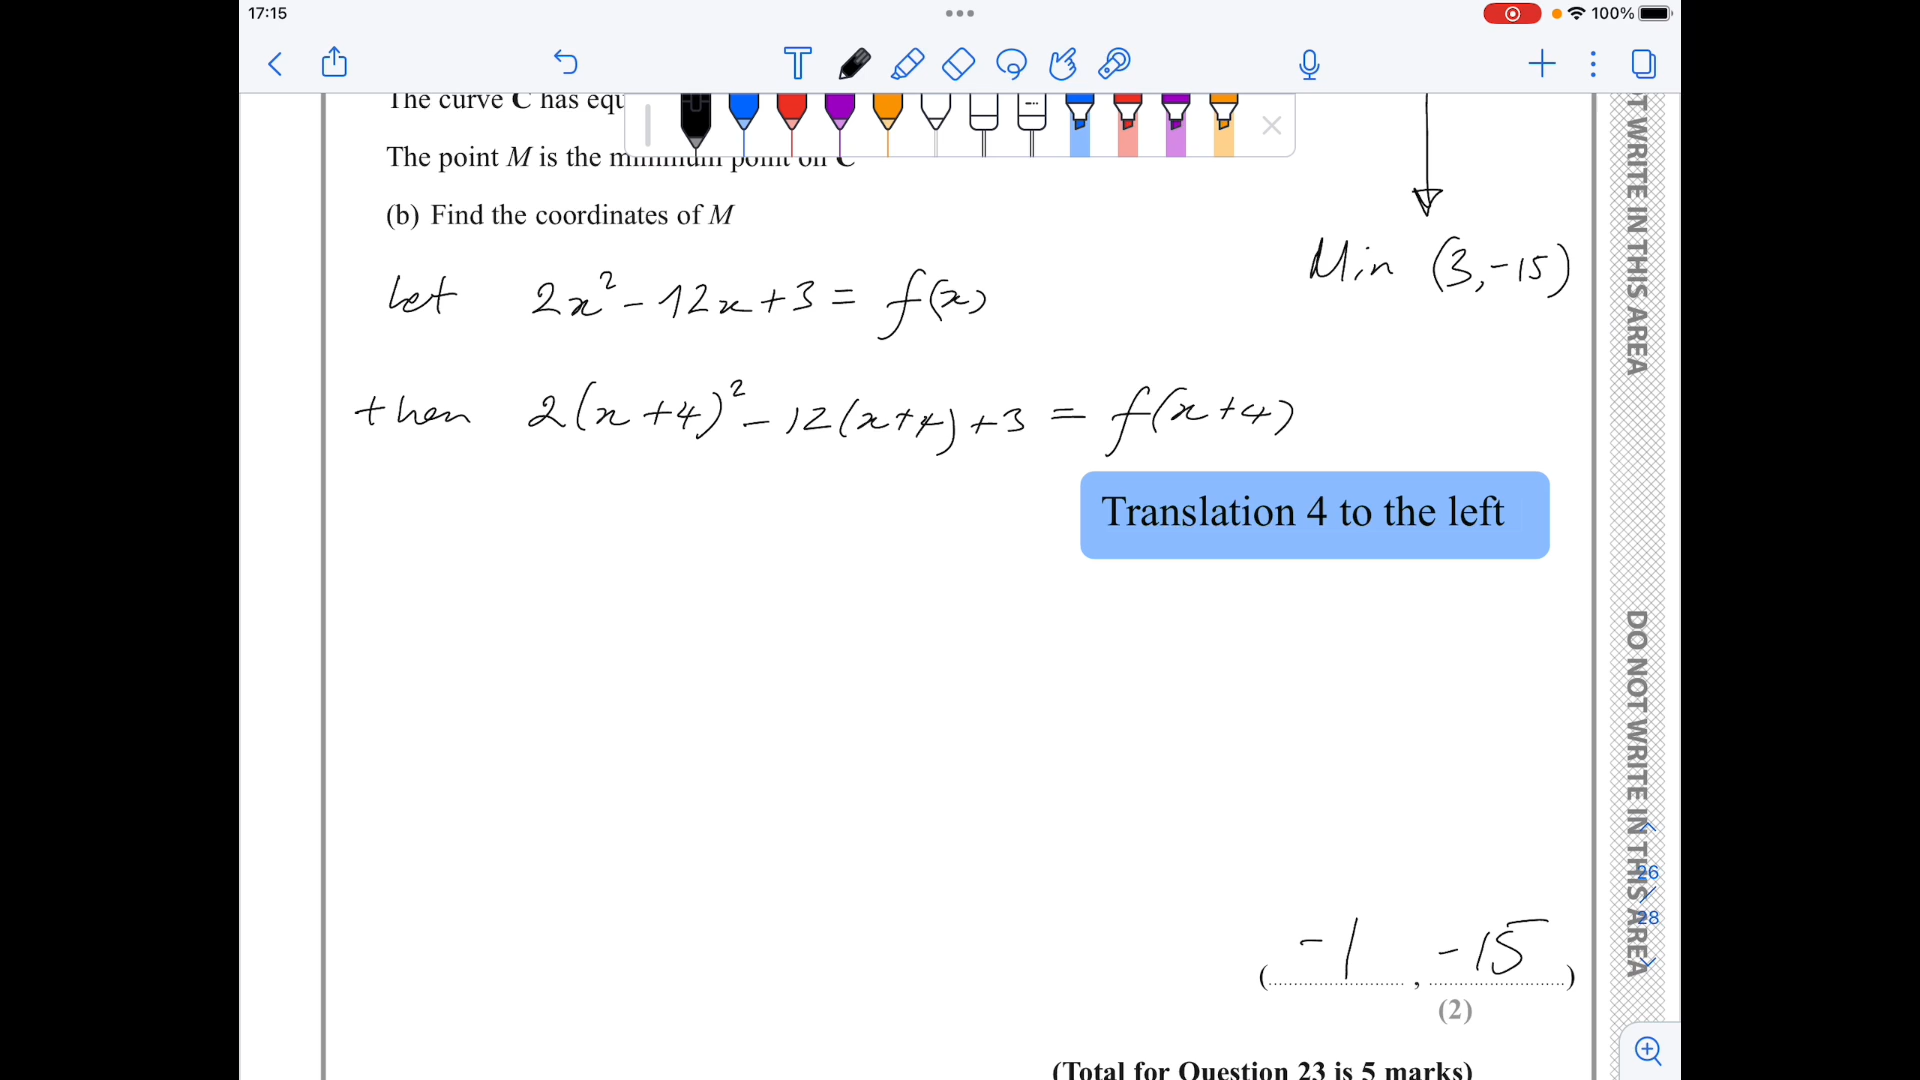 17:15
100%
The curve C has equ
The point M is the minimum point on C
(b) Find the coordinates of M
Min (3,-15)
Let 2x² - 12x + 3 = f(x)
then 2(x+4)² - 12(x+4) + 3 = f(x+4)
Translation 4 to the left
(-1, -15)
(2)
(Total for Question 23 is 5 marks)
T WRITE IN THIS AREA
DO NOT WRITE IN THIS AREA
26
/
28